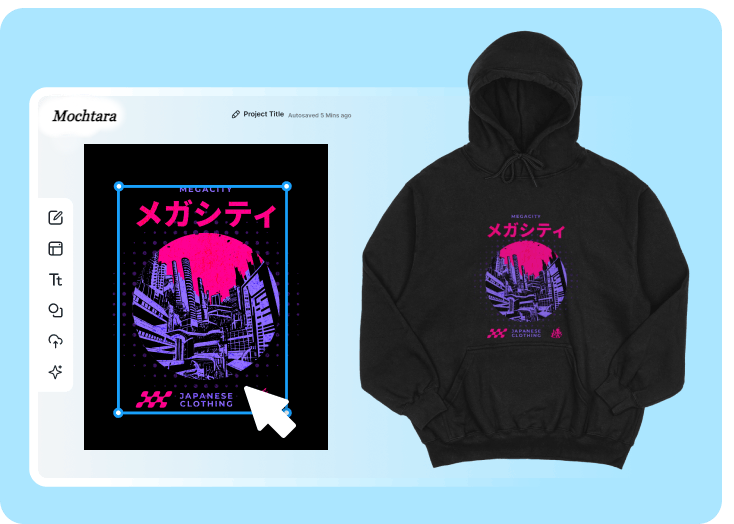 Mochtara
Project Title Autosaved 5 Mins ago
MEGACITY
メガシティ
JAPANESE
CLOTHING
Tt
MEGACITY
メガシティ
JAPANESE
CLOTHING